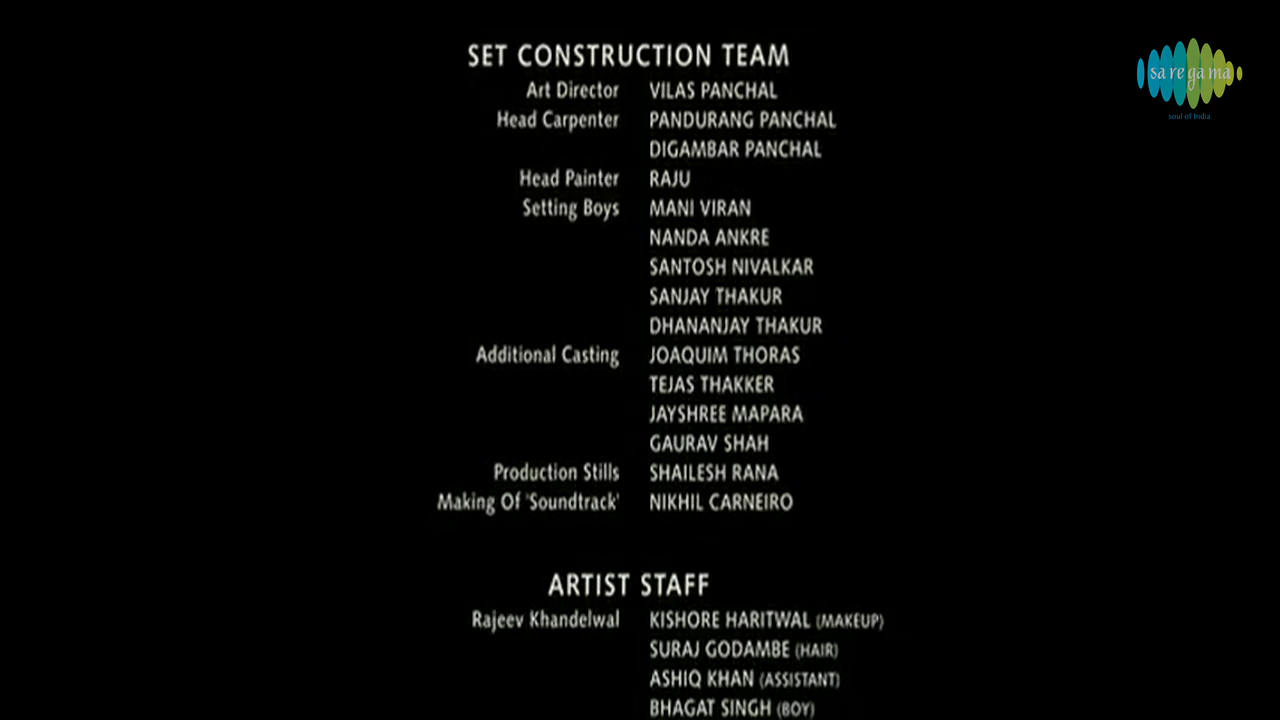 SET CONSTRUCTION TEAM
sa re ga ma
soul of India
Art Director VILAS PANCHAL
Head Carpenter PANDURANG PANCHAL
DIGAMBAR PANCHAL
Head Painter RAJU
Setting Boys MANI VIRAN
NANDA ANKRE
SANTOSH NIVALKAR
SANJAY THAKUR
DHANANJAY THAKUR
Additional Casting JOAQUIM THORAS
TEJAS THAKKER
JAYSHREE MAPARA
GAURAV SHAH
Production Stills SHAILESH RANA
Making Of 'Soundtrack' NIKHIL CARNEIRO
ARTIST STAFF
Rajeev Khandelwal KISHORE HARITWAL (MAKEUP)
SURAJ GODAMBE (HAIR)
ASHIQ KHAN (ASSISTANT)
BHAGAT SINGH (BOY)